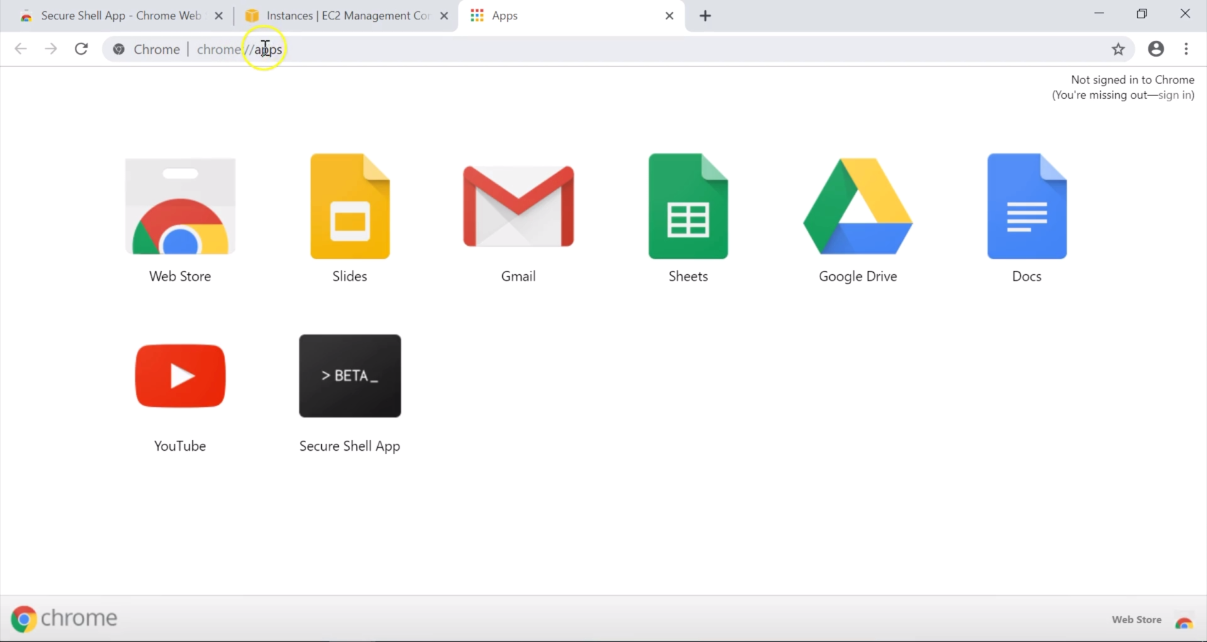 Secure Shell App - Chrome Web
Instances | EC2 Management Con
Apps
Chrome | chrome://apps
Not signed in to Chrome
(You're missing out—sign in)
Web Store
Slides
Gmail
Sheets
Google Drive
Docs
> BETA_
YouTube
Secure Shell App
chrome
Web Store